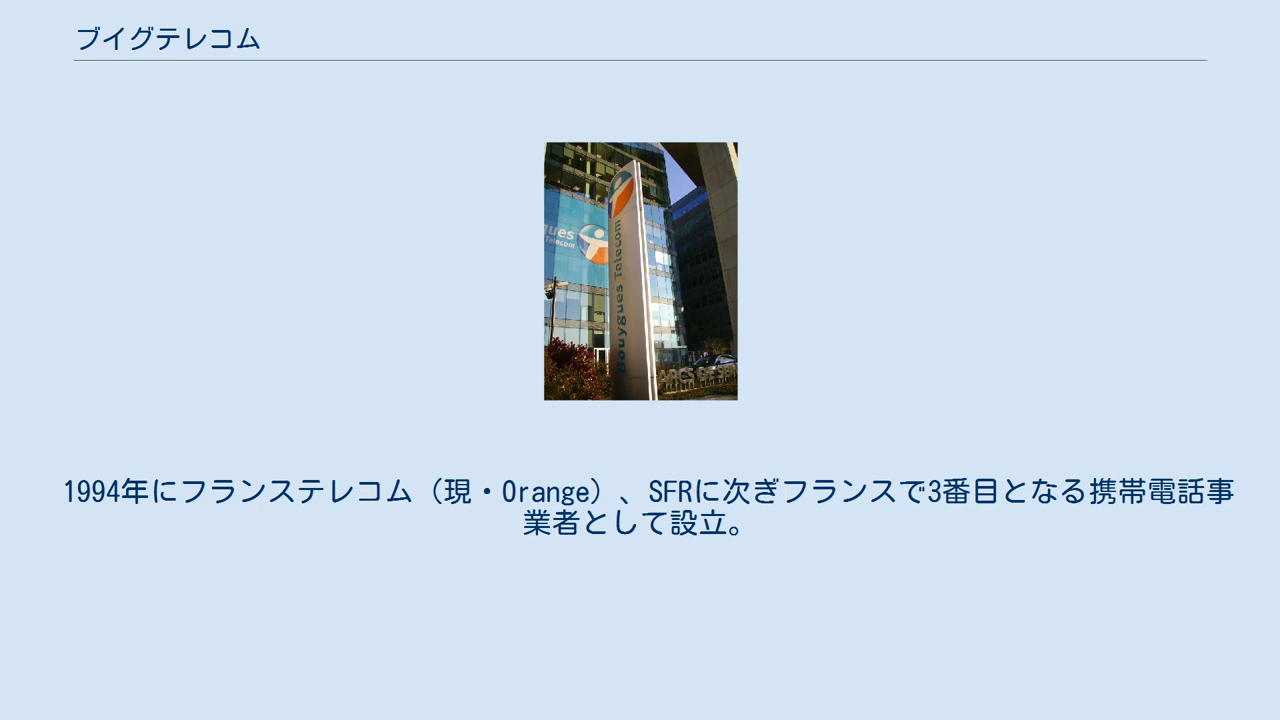 ブイグテレコム
gues
Telecom
Bouygues Telecom
1994年にフランステレコム（現・Orange）、SFRに次ぎフランスで3番目となる携帯電話事
業者として設立。